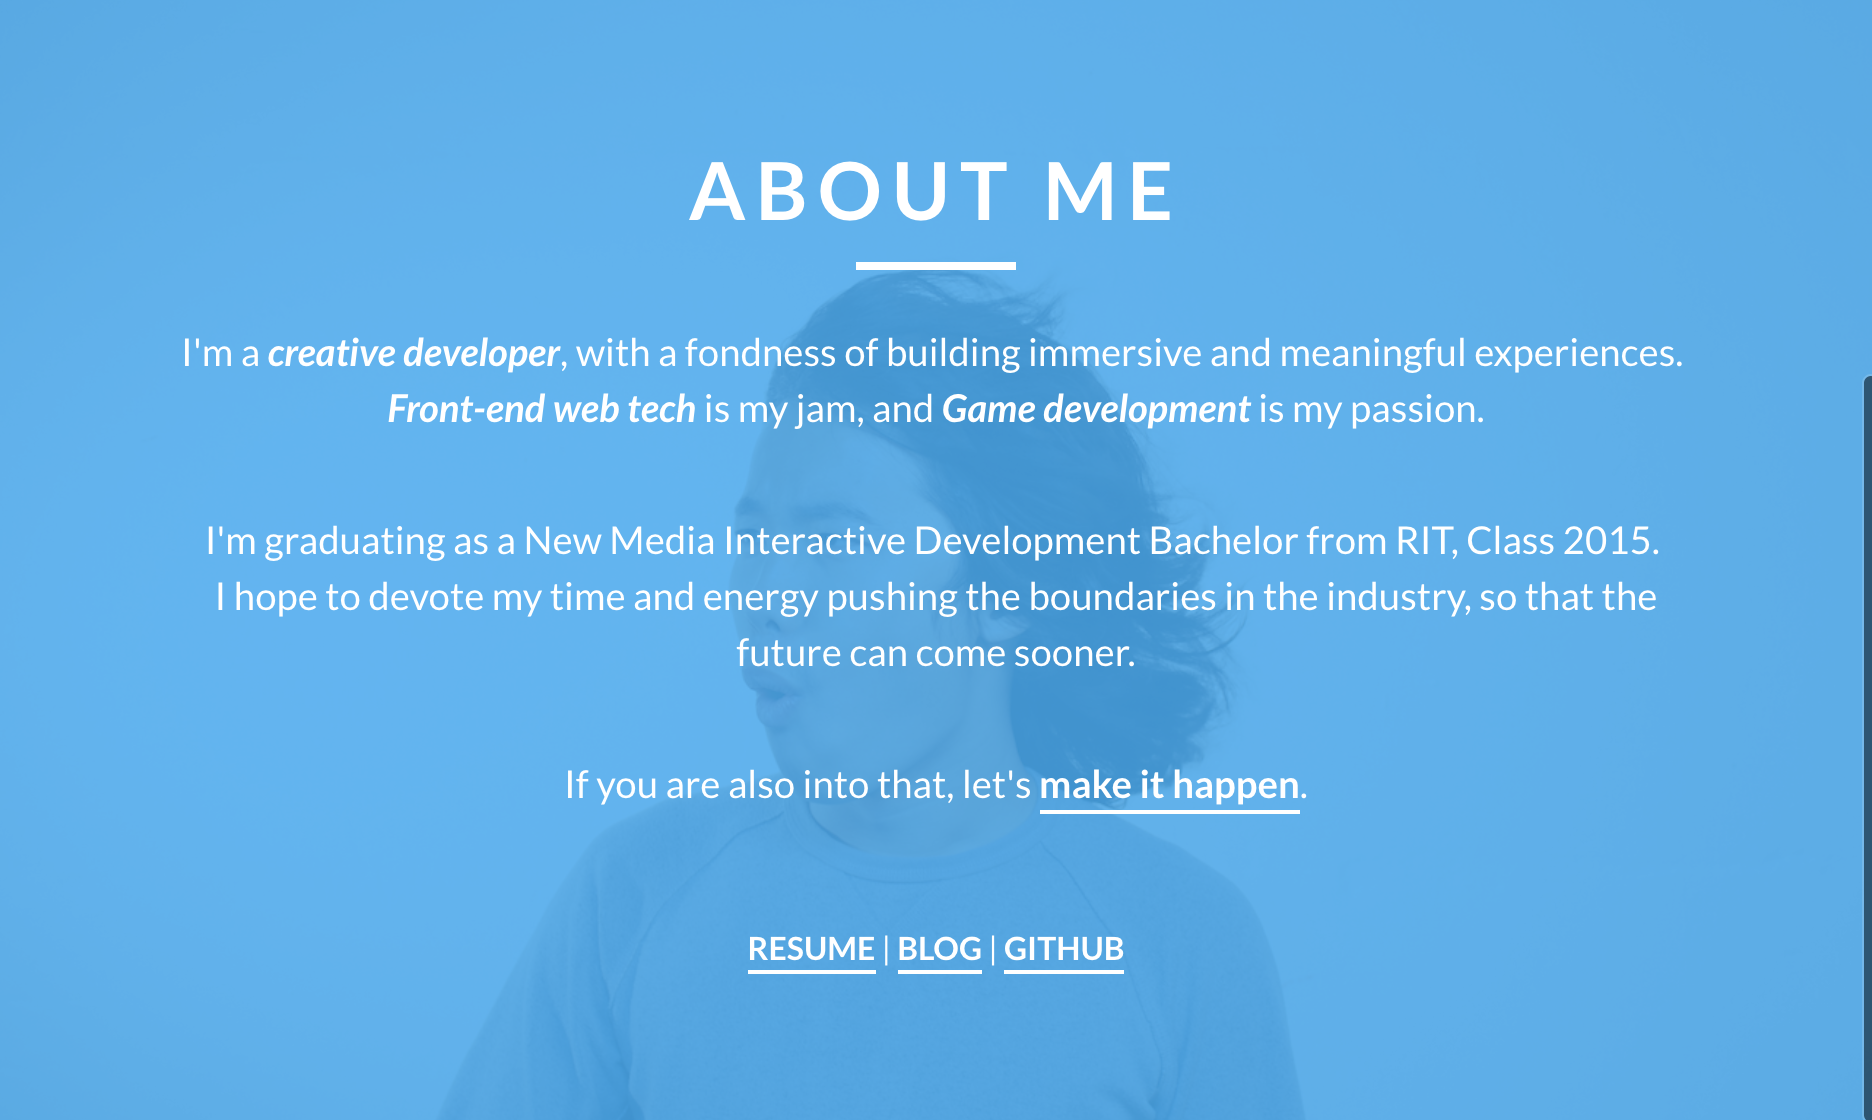 ABOUT ME
I'm a creative developer, with a fondness of building immersive and meaningful experiences.
Front-end web tech is my jam, and Game development is my passion.
I'm graduating as a New Media Interactive Development Bachelor from RIT, Class 2015.
I hope to devote my time and energy pushing the boundaries in the industry, so that the
future can come sooner.
If you are also into that, let's make it happen.
RESUME | BLOG | GITHUB